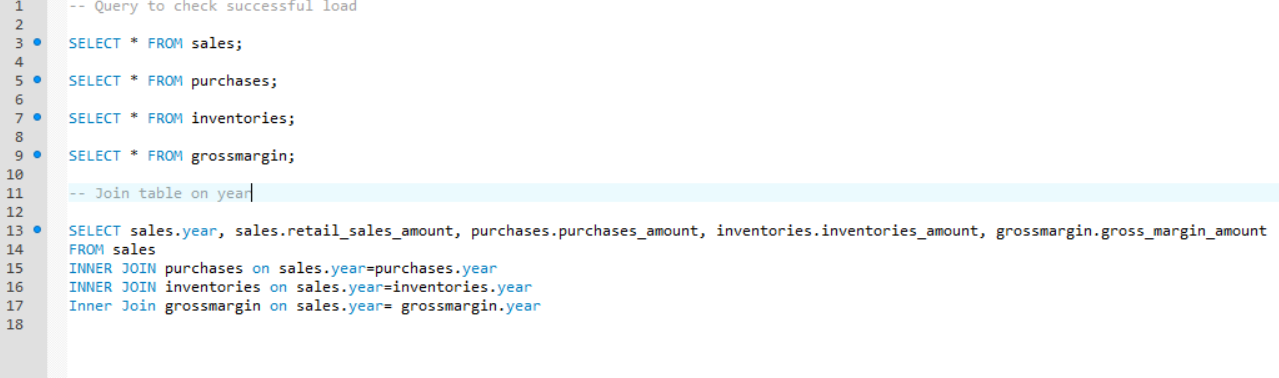 1 -- Query to check successful load
2
3 SELECT * FROM sales;
4
5 SELECT * FROM purchases;
6
7 SELECT * FROM inventories;
8
9 SELECT * FROM grossmargin;
10
11 -- Join table on year
12
13 SELECT sales.year, sales.retail_sales_amount, purchases.purchases_amount, inventories.inventories_amount, grossmargin.gross_margin_amount
14 FROM sales
15 INNER JOIN purchases on sales.year=purchases.year
16 INNER JOIN inventories on sales.year=inventories.year
17 Inner Join grossmargin on sales.year= grossmargin.year
18